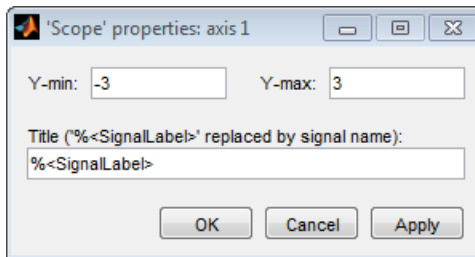 'Scope' properties: axis 1
Y-min: -3 Y-max: 3
Title ('%<SignalLabel>' replaced by signal name):
%<SignalLabel>
OK Cancel Apply